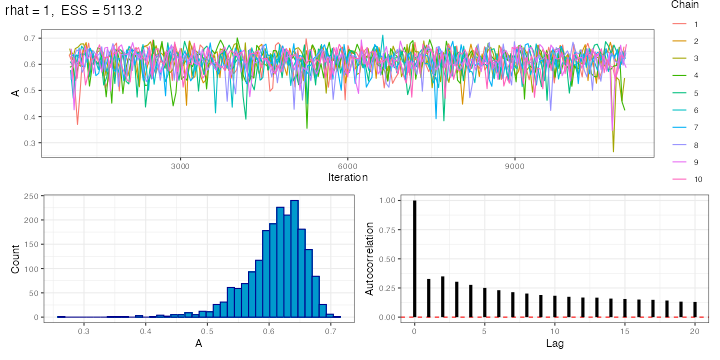 rhat = 1, ESS = 5113.2
Chain
1
2
3
4
5
6
7
8
9
10
A
0.7
0.6
0.5
0.4
0.3
3000 6000 9000
Iteration
Count
250
200
150
100
50
0
0.3 0.4 0.5 0.6 0.7
A
Autocorrelation
1.00
0.75
0.50
0.25
0.00
0 5 10 15 20
Lag